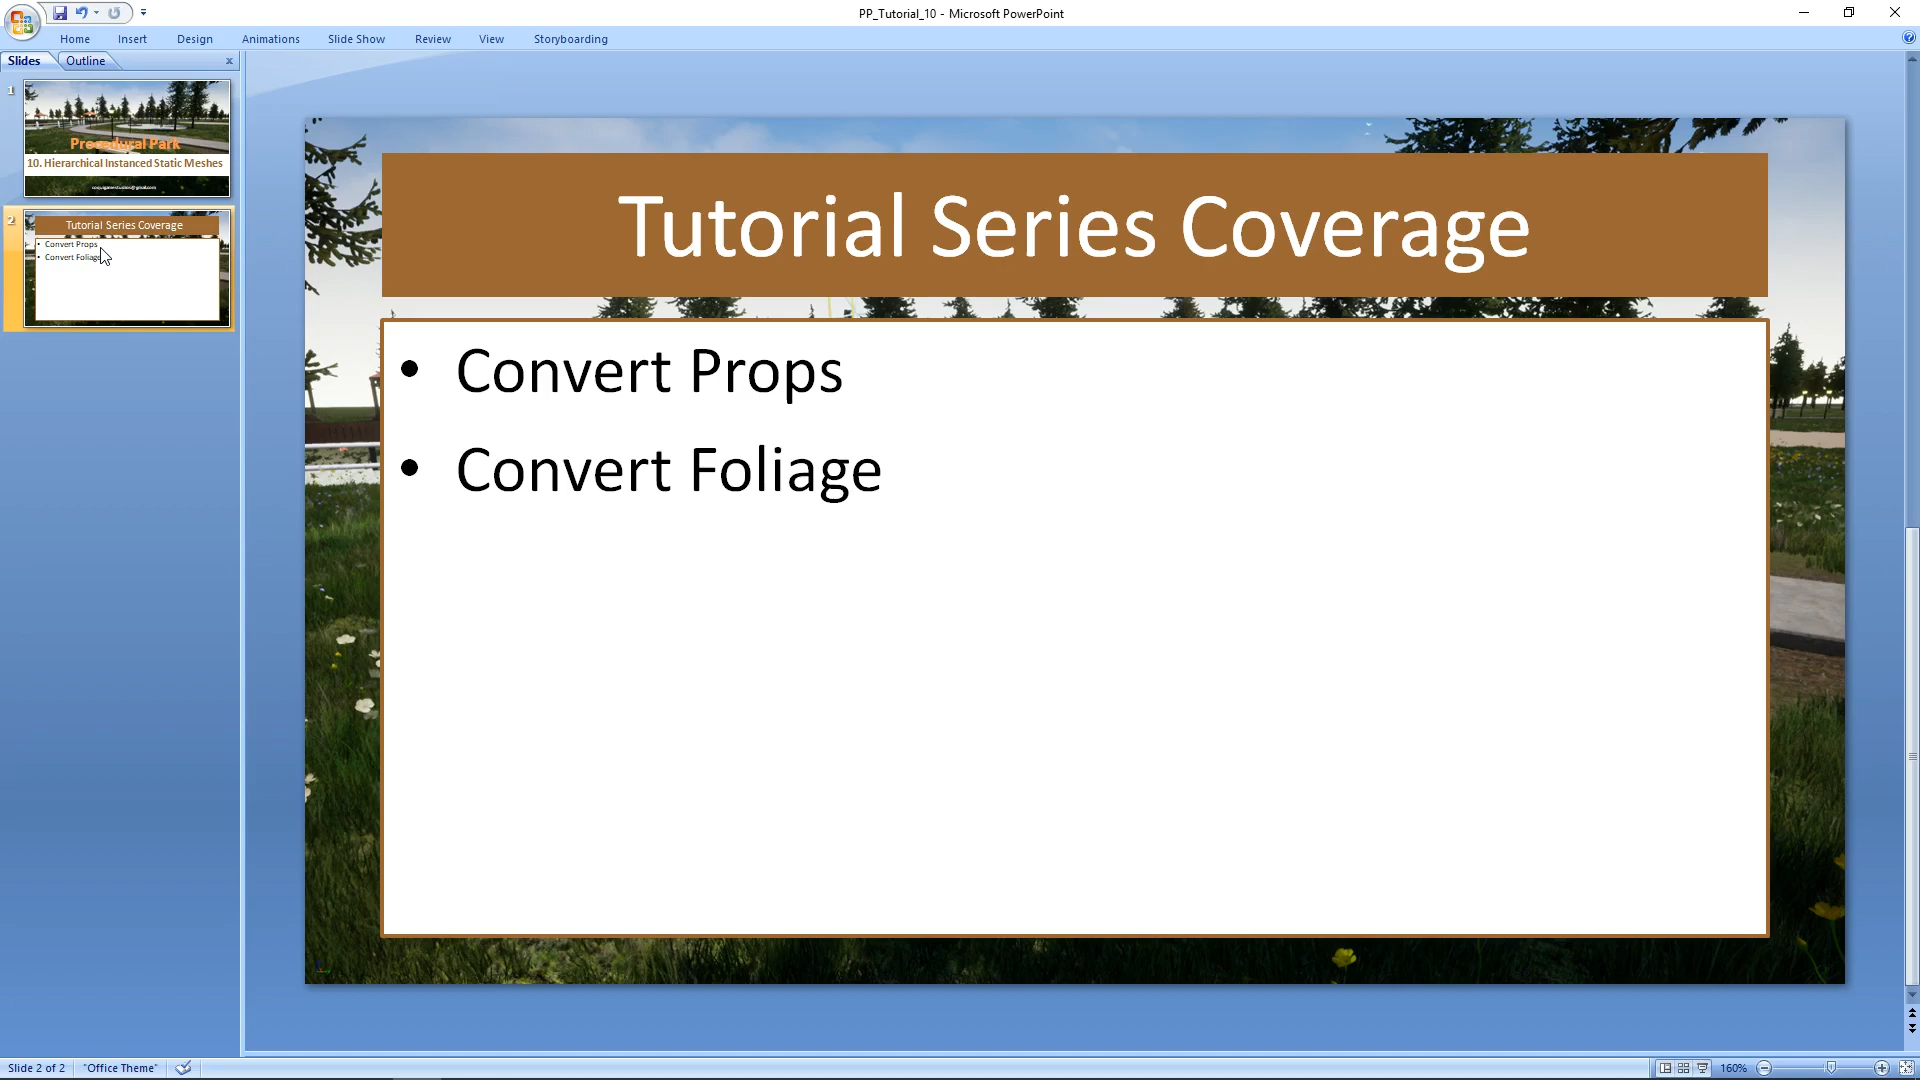 PP_Tutorial_10 - Microsoft PowerPoint
Home Insert Design Animations Slide Show Review View Storyboarding
Slides Outline x
1
Procedural Park
10. Hierarchical Instanced Static Meshes
2
Tutorial Series Coverage
• Convert Props
• Convert Foliage
Tutorial Series Coverage
• Convert Props
• Convert Foliage
Slide 2 of 2 "Office Theme" 160%